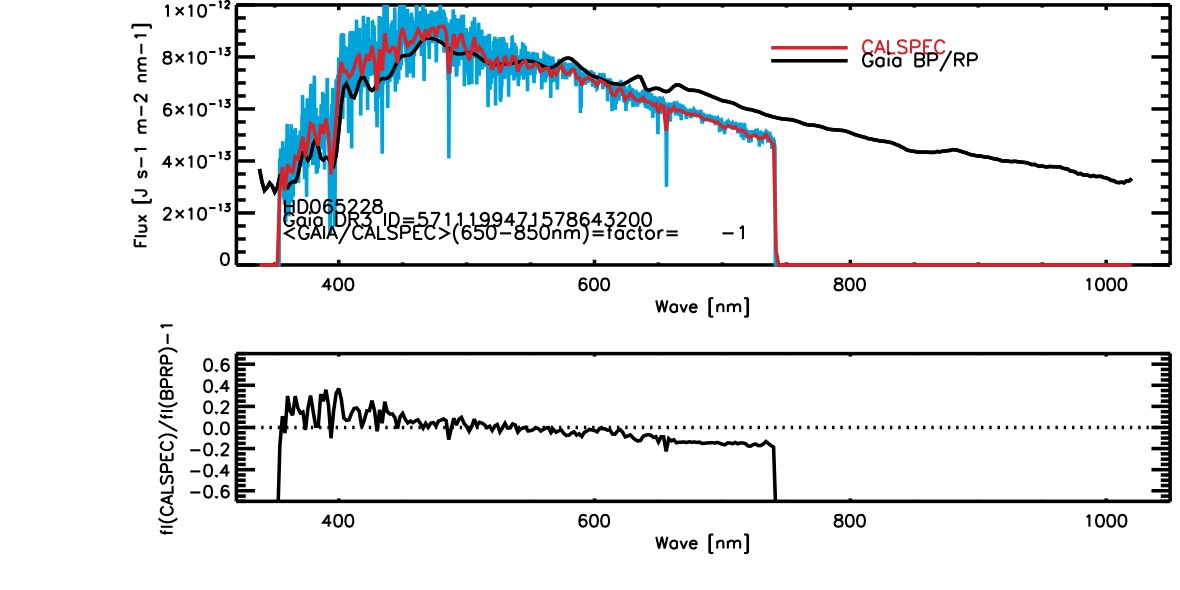 1×10−12
8×10−13
6×10−13
4×10−13
2×10−13
0
Flux [J s−1 m−2 nm−1]
CALSPEC
Gaia BP/RP
HD065228
Gaia DR3 ID=5711199471578643200
<GAIA/CALSPEC>(650−850nm)=factor= −1
400 600 800 1000
Wave [nm]
fl(CALSPEC)/fl(BPRP)−1
0.6
0.4
0.2
0.0
−0.2
−0.4
−0.6
400 600 800 1000
Wave [nm]